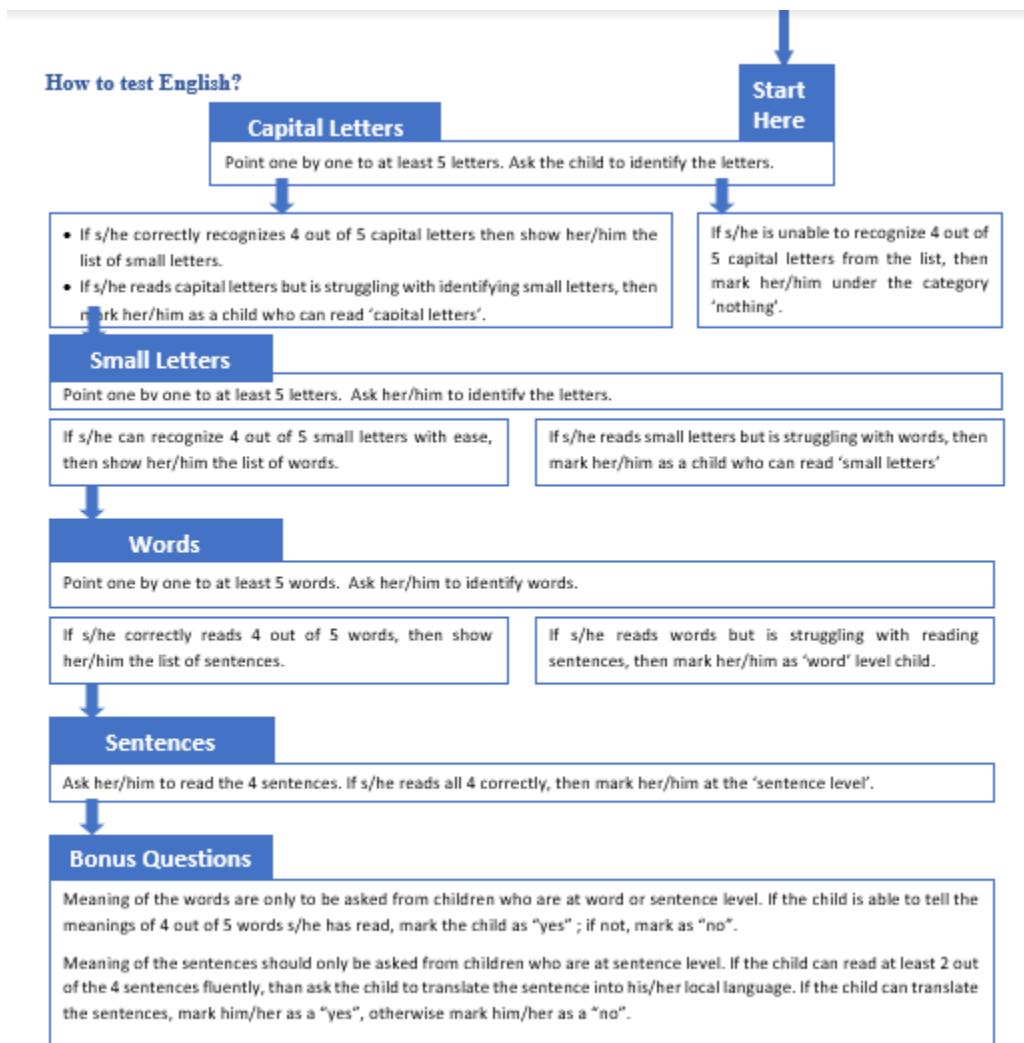 How to test English?
Start
Here
Capital Letters
Point one by one to at least 5 letters. Ask the child to identify the letters.
• If s/he correctly recognizes 4 out of 5 capital letters then show her/him the
list of small letters.
• If s/he reads capital letters but is struggling with identifying small letters, then
mark her/him as a child who can read ‘capital letters’.
If s/he is unable to recognize 4 out of
5 capital letters from the list, then
mark her/him under the category
‘nothing’.
Small Letters
Point one by one to at least 5 letters. Ask her/him to identify the letters.
If s/he can recognize 4 out of 5 small letters with ease,
then show her/him the list of words.
If s/he reads small letters but is struggling with words, then
mark her/him as a child who can read ‘small letters’
Words
Point one by one to at least 5 words. Ask her/him to identify words.
If s/he correctly reads 4 out of 5 words, then show
her/him the list of sentences.
If s/he reads words but is struggling with reading
sentences, then mark her/him as ‘word’ level child.
Sentences
Ask her/him to read the 4 sentences. If s/he reads all 4 correctly, then mark her/him at the ‘sentence level’.
Bonus Questions
Meaning of the words are only to be asked from children who are at word or sentence level. If the child is able to tell the
meanings of 4 out of 5 words s/he has read, mark the child as “yes” ; if not, mark as “no”.
Meaning of the sentences should only be asked from children who are at sentence level. If the child can read at least 2 out
of the 4 sentences fluently, than ask the child to translate the sentence into his/her local language. If the child can translate
the sentences, mark him/her as a “yes”, otherwise mark him/her as a “no”.